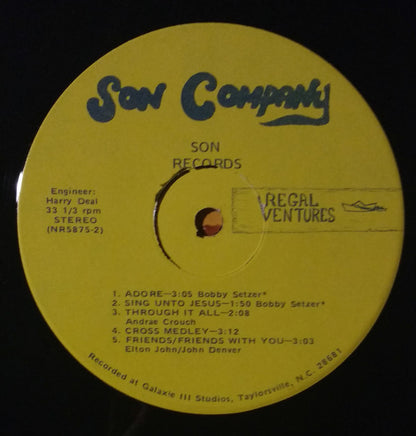 Son Company
SON
RECORDS
Engineer:
Harry Deal
33 1/3 rpm
STEREO
(NR5875-2)
REGAL
VENTURES
1. ADORE—3:05 Bobby Setzer*
2. SING UNTO JESUS—1:50 Bobby Setzer*
3. THROUGH IT ALL—2:08
Andrae Crouch
4. CROSS MEDLEY—3:12
5. FRIENDS/FRIENDS WITH YOU—3:03
Elton John/John Denver
Recorded at Galaxie III Studios, Taylorsville, N.C. 28681